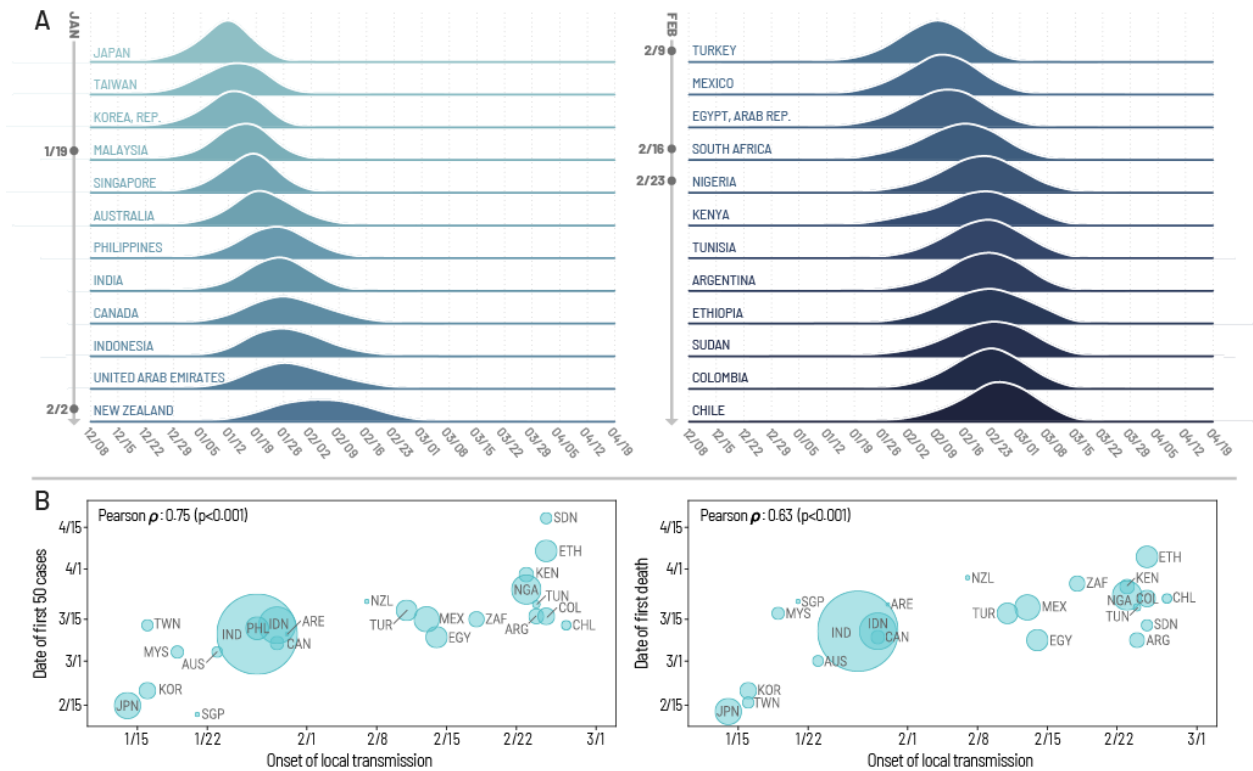 A
JAN
JAPAN
TAIWAN
KOREA, REP.
1/19
MALAYSIA
SINGAPORE
AUSTRALIA
PHILIPPINES
INDIA
CANADA
INDONESIA
UNITED ARAB EMIRATES
2/2
NEW ZEALAND
12/08 12/15 12/22 12/29 01/05 01/12 01/19 01/26 02/02 02/09 02/16 02/23 03/01 03/08 03/15 03/22 03/29 04/05 04/12 04/19
FEB
2/9
TURKEY
MEXICO
EGYPT, ARAB REP.
2/16
SOUTH AFRICA
2/23
NIGERIA
KENYA
TUNISIA
ARGENTINA
ETHIOPIA
SUDAN
COLOMBIA
CHILE
12/08 12/15 12/22 12/29 01/05 01/12 01/19 01/26 02/02 02/09 02/16 02/23 03/01 03/08 03/15 03/22 03/29 04/05 04/12 04/19
B
Pearson ρ: 0.75 (p<0.001)
Date of first 50 cases
4/15
4/1
3/15
3/1
2/15
SDN
ETH
KEN
NGA
TUN
NZL
COL
TUR
MEX
ZAF
ARG
CHL
EGY
TWN
IND
PHL
IDN
ARE
CAN
MYS
AUS
KOR
JPN
SGP
1/15 1/22 2/1 2/8 2/15 2/22 3/1
Onset of local transmission
Pearson ρ: 0.63 (p<0.001)
Date of first death
4/15
4/1
3/15
3/1
2/15
ETH
NZL
ZAF
KEN
SGP
ARE
NGA
COL
CHL
MYS
TUR
MEX
TUN
IND
IDN
SDN
CAN
EGY
ARG
AUS
KOR
TWN
JPN
1/15 1/22 2/1 2/8 2/15 2/22 3/1
Onset of local transmission